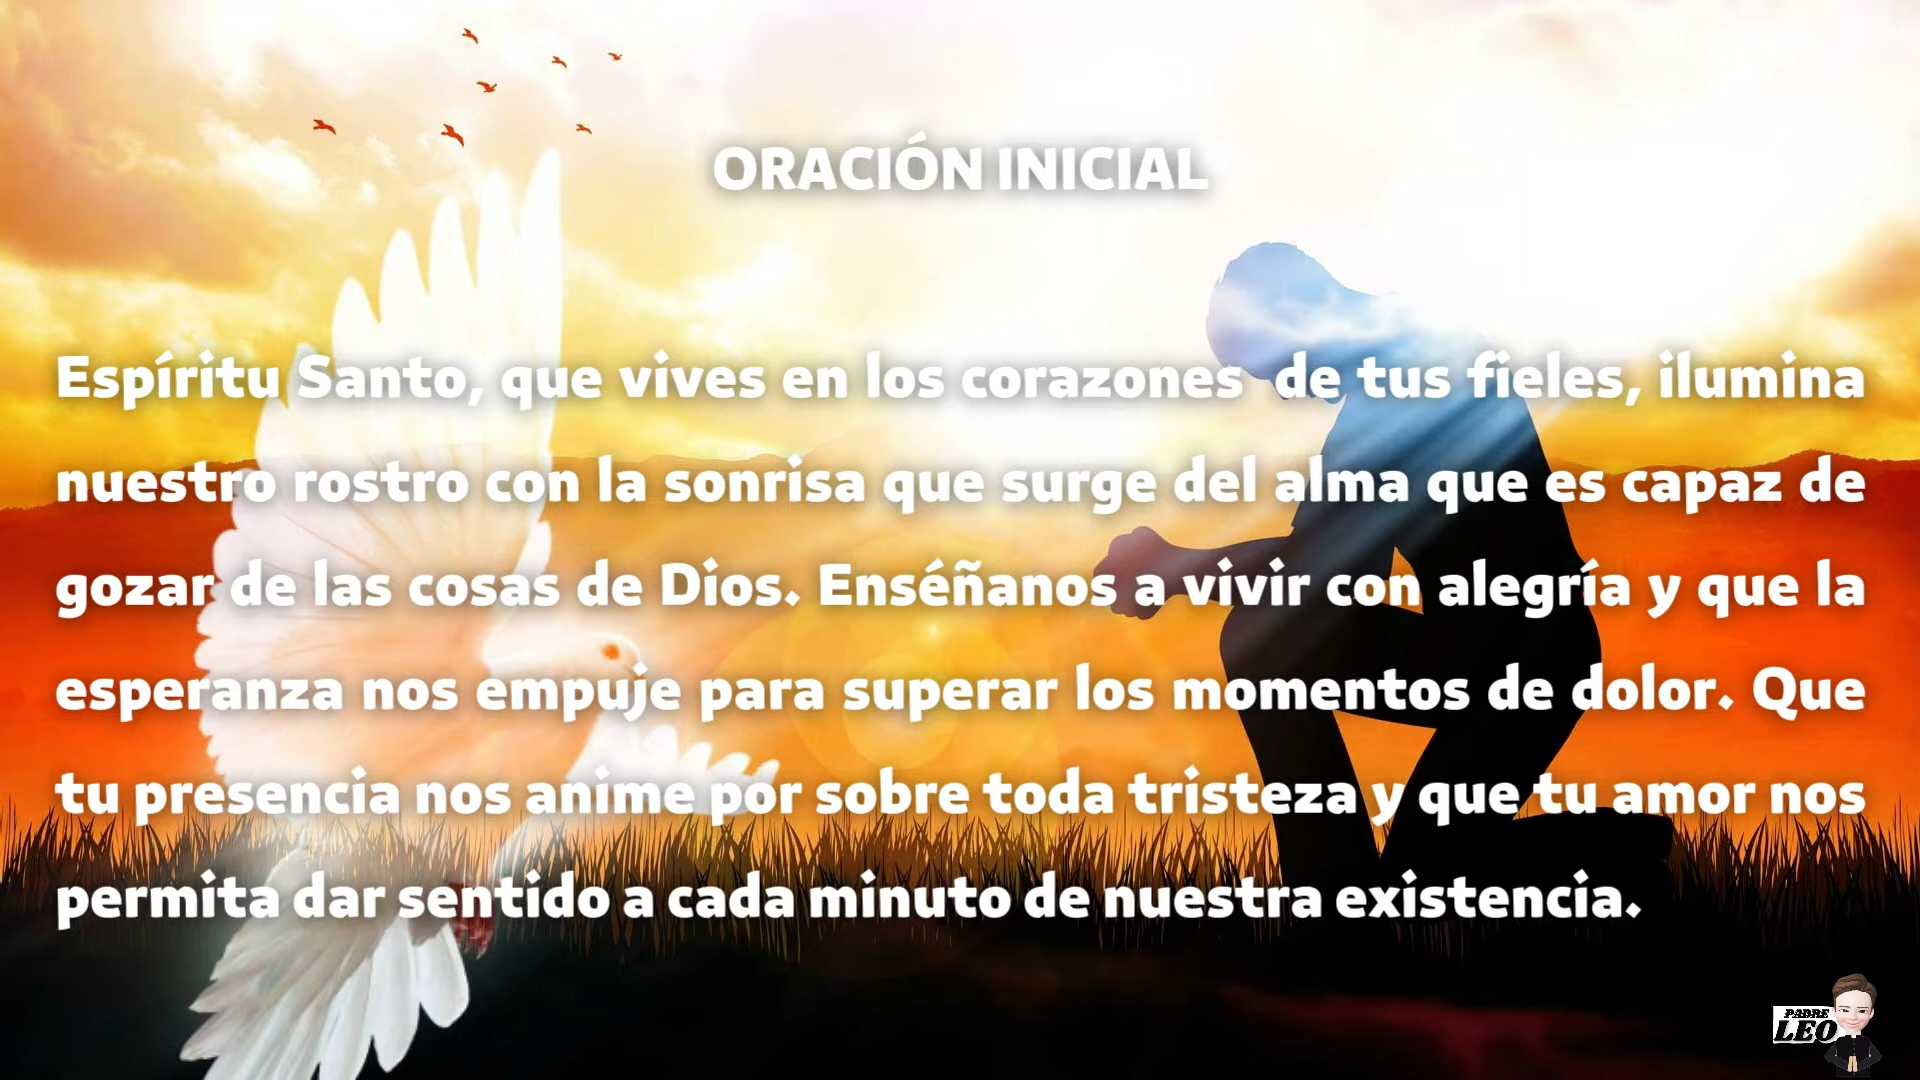 ORACIÓN INICIAL
Espíritu Santo, que vives en los corazones de tus fieles, ilumina
nuestro rostro con la sonrisa que surge del alma que es capaz de
gozar de las cosas de Dios. Enséñanos a vivir con alegría y que la
esperanza nos empuje para superar los momentos de dolor. Que
tu presencia nos anime por sobre toda tristeza y que tu amor nos
permita dar sentido a cada minuto de nuestra existencia.
PADRE
LEO